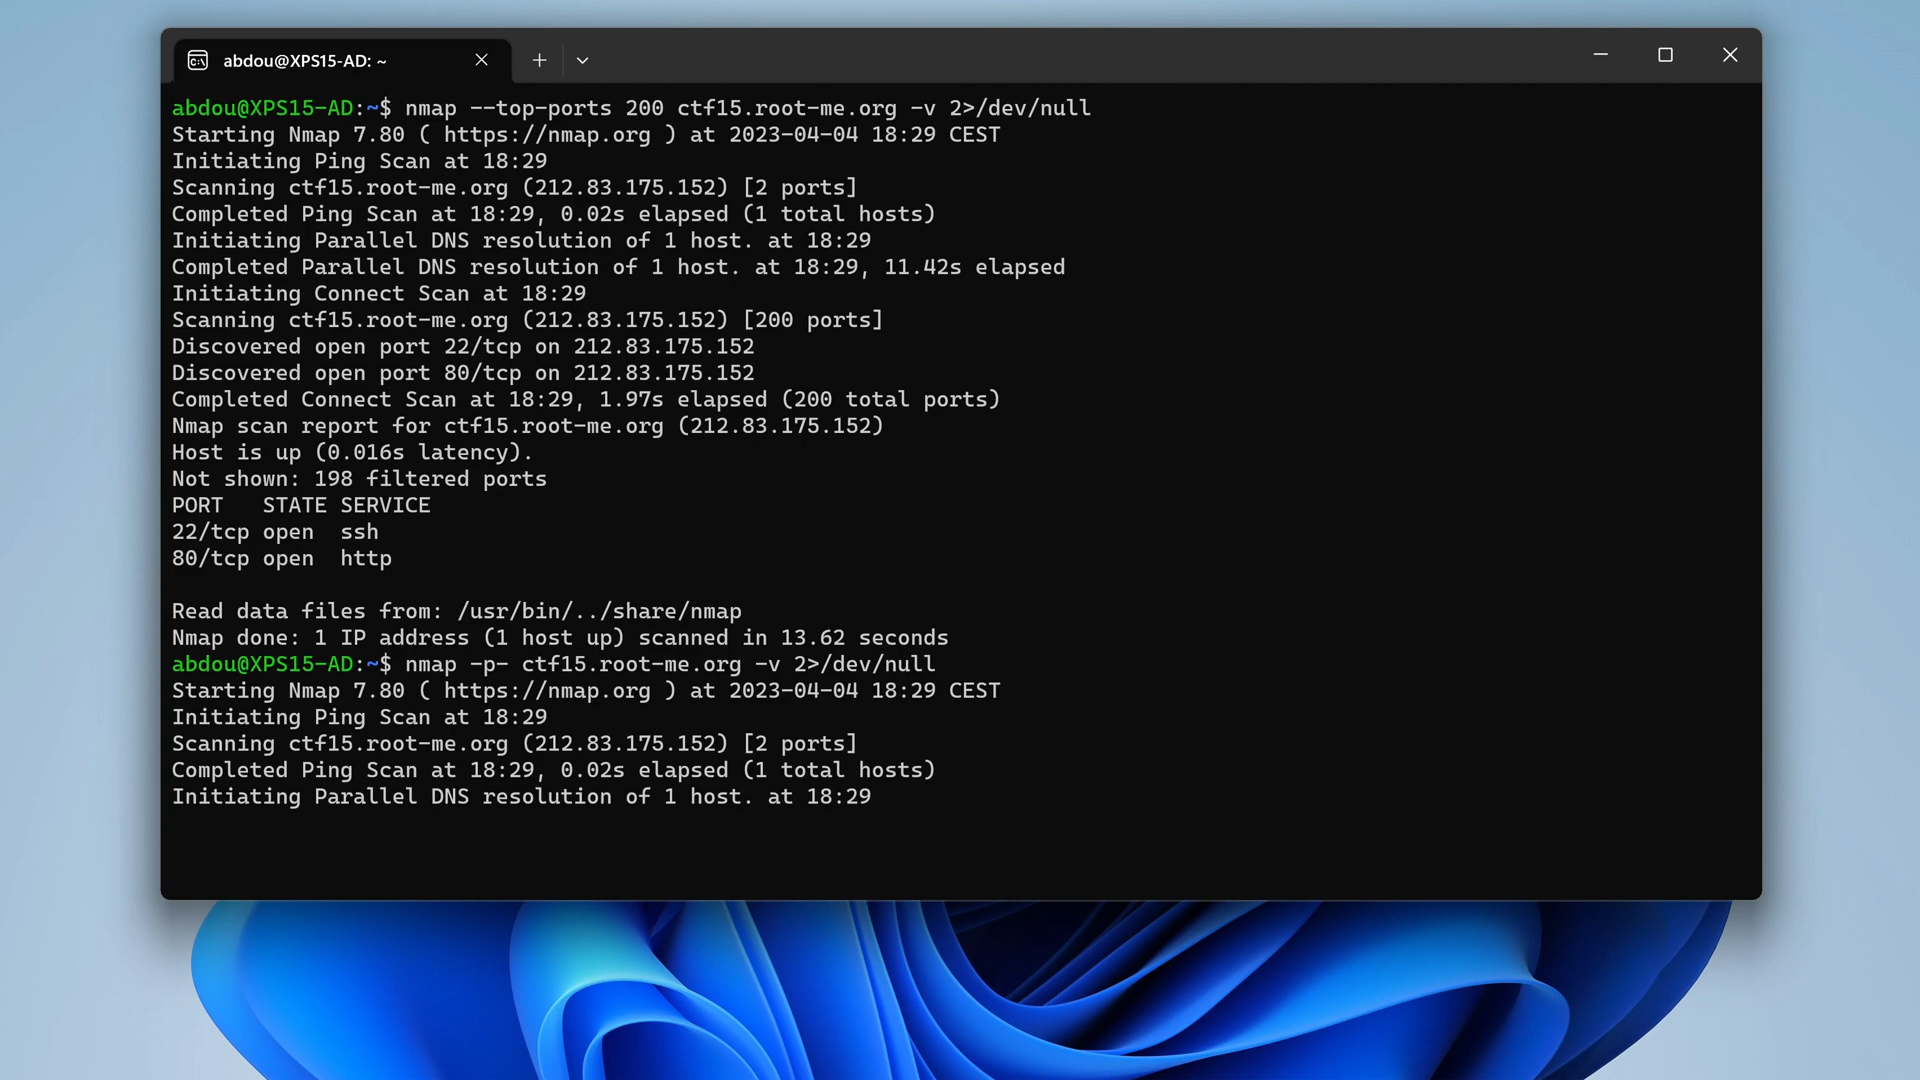 abdou@XPS15-AD: ~
abdou@XPS15-AD:~$ nmap --top-ports 200 ctf15.root-me.org -v 2>/dev/null
Starting Nmap 7.80 ( https://nmap.org ) at 2023-04-04 18:29 CEST
Initiating Ping Scan at 18:29
Scanning ctf15.root-me.org (212.83.175.152) [2 ports]
Completed Ping Scan at 18:29, 0.02s elapsed (1 total hosts)
Initiating Parallel DNS resolution of 1 host. at 18:29
Completed Parallel DNS resolution of 1 host. at 18:29, 11.42s elapsed
Initiating Connect Scan at 18:29
Scanning ctf15.root-me.org (212.83.175.152) [200 ports]
Discovered open port 22/tcp on 212.83.175.152
Discovered open port 80/tcp on 212.83.175.152
Completed Connect Scan at 18:29, 1.97s elapsed (200 total ports)
Nmap scan report for ctf15.root-me.org (212.83.175.152)
Host is up (0.016s latency).
Not shown: 198 filtered ports
PORT   STATE SERVICE
22/tcp open  ssh
80/tcp open  http
Read data files from: /usr/bin/../share/nmap
Nmap done: 1 IP address (1 host up) scanned in 13.62 seconds
abdou@XPS15-AD:~$ nmap -p- ctf15.root-me.org -v 2>/dev/null
Starting Nmap 7.80 ( https://nmap.org ) at 2023-04-04 18:29 CEST
Initiating Ping Scan at 18:29
Scanning ctf15.root-me.org (212.83.175.152) [2 ports]
Completed Ping Scan at 18:29, 0.02s elapsed (1 total hosts)
Initiating Parallel DNS resolution of 1 host. at 18:29